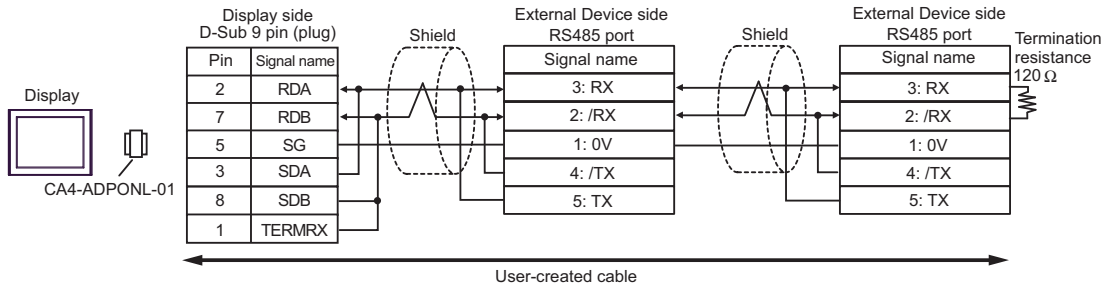 Display side
D-Sub 9 pin (plug)
Shield
External Device side
RS485 port
Shield
External Device side
RS485 port
Termination
resistance
120 Ω
Display
CA4-ADPONL-01
Pin Signal name
2 RDA
7 RDB
5 SG
3 SDA
8 SDB
1 TERMRX
Signal name
3: RX
2: /RX
1: 0V
4: /TX
5: TX
Signal name
3: RX
2: /RX
1: 0V
4: /TX
5: TX
User-created cable